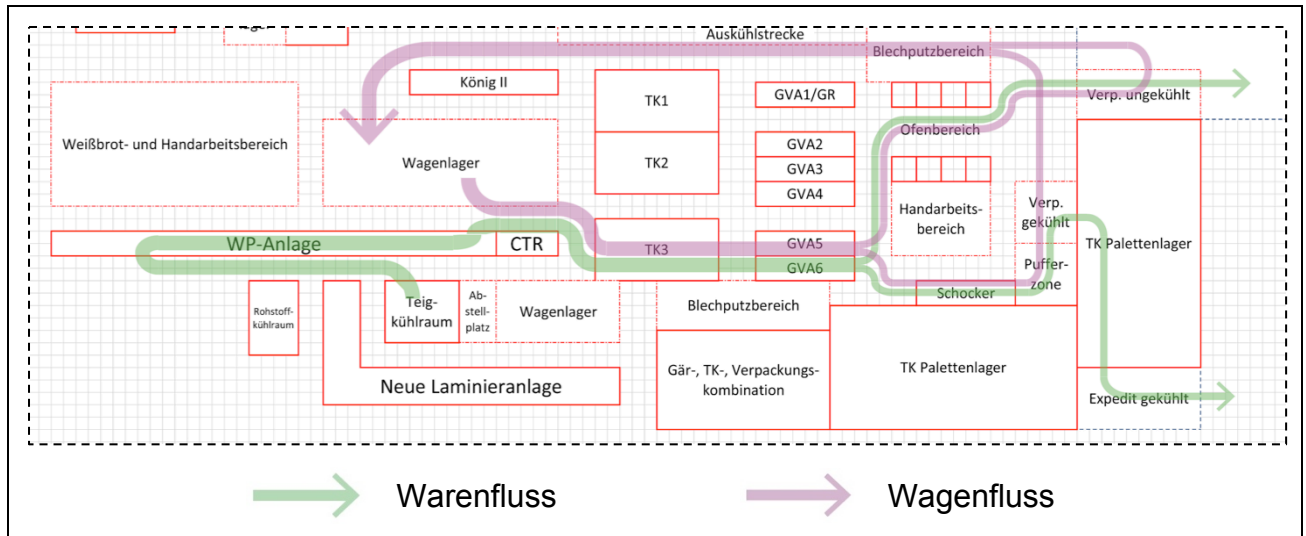 Auskühlstrecke
Blechputzbereich
König II
TK1
GVA1/GR
Verp. ungekühlt
Weißbrot- und Handarbeitsbereich
Ofenbereich
Wagenlager
TK2
GVA2
GVA3
GVA4
Handarbeits-
bereich
Verp.
gekühlt
WP-Anlage
CTR
TK3
GVA5
GVA6
TK Palettenlager
Puffer-
zone
Rohstoff-
kühlraum
Teig-
kühlraum
Ab-
stell-
platz
Wagenlager
Blechputzbereich
Schocker
Neue Laminieranlage
Gär-, TK-, Verpackungs-
kombination
TK Palettenlager
Expedit gekühlt
Warenfluss
Wagenfluss